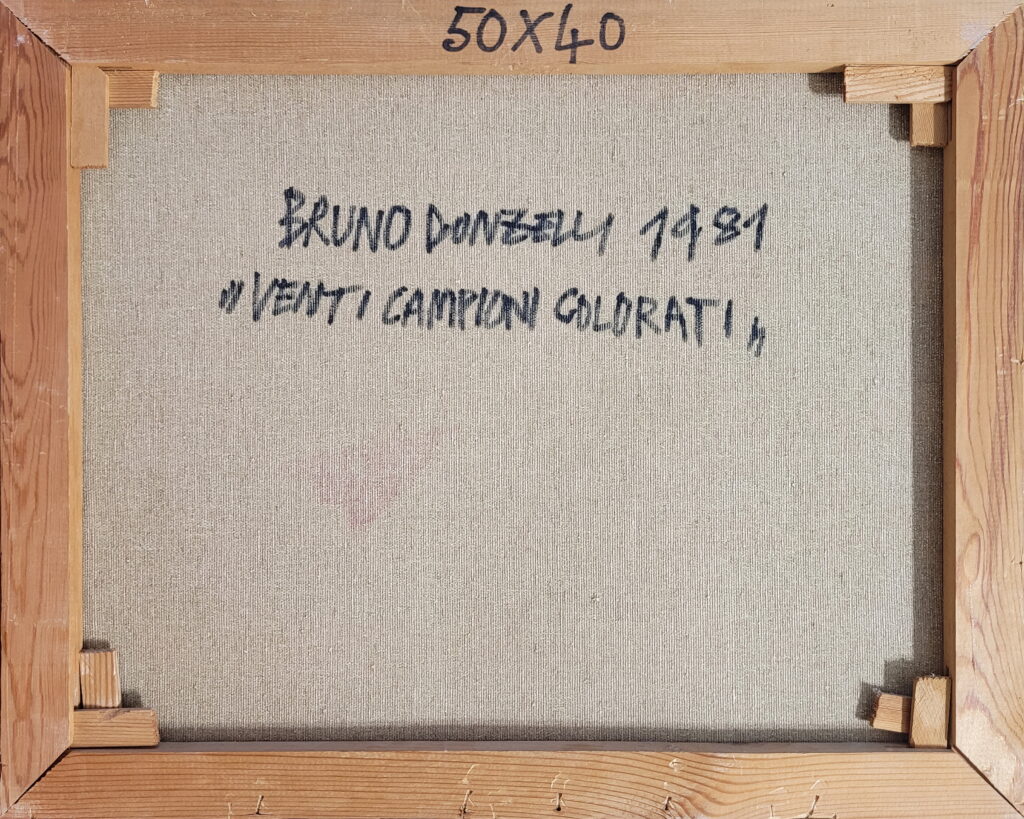 50X40
BRUNO DONZELLI 1981
"VENTI CAMPIONI COLORATI"